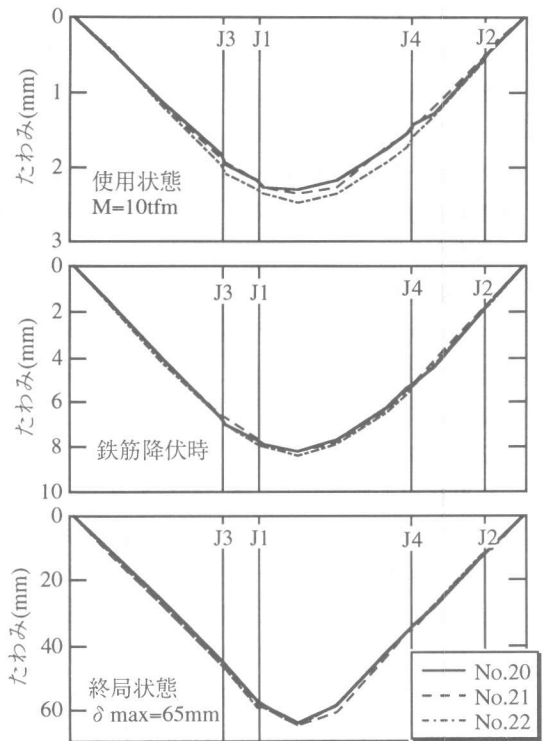 0
1
2
3
たわみ(mm)
J3 J1 J4 J2
使用状態
M=10tfm
0
2
4
6
8
10
たわみ(mm)
J3 J1 J4 J2
鉄筋降伏時
0
20
40
60
たわみ(mm)
J3 J1 J4 J2
終局状態
δ max=65mm
No.20
No.21
No.22